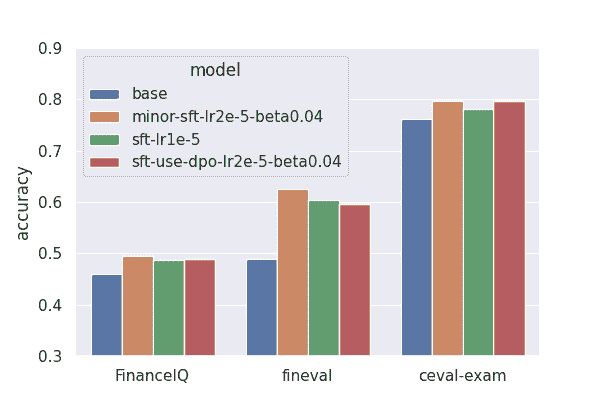 0.9
0.8
0.7
0.6
0.5
0.4
0.3
accuracy
model
base
minor-sft-lr2e-5-beta0.04
sft-lr1e-5
sft-use-dpo-lr2e-5-beta0.04
FinanceIQ
fineval
ceval-exam